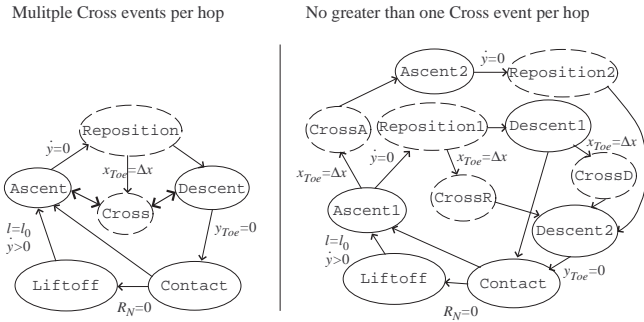 Mulitple Cross events per hop
Reposition
ẏ=0
x_Toe=Δx
Ascent
Descent
Cross
l=l₀
ẏ>0
y_Toe=0
Liftoff
Contact
R_N=0
No greater than one Cross event per hop
Ascent2
ẏ=0
Reposition2
CrossA
Reposition1
Descent1
x_Toe=Δx
ẏ=0
x_Toe=Δx
x_Toe=Δx
CrossD
CrossR
Ascent1
Descent2
l=l₀
ẏ>0
y_Toe=0
Liftoff
Contact
R_N=0